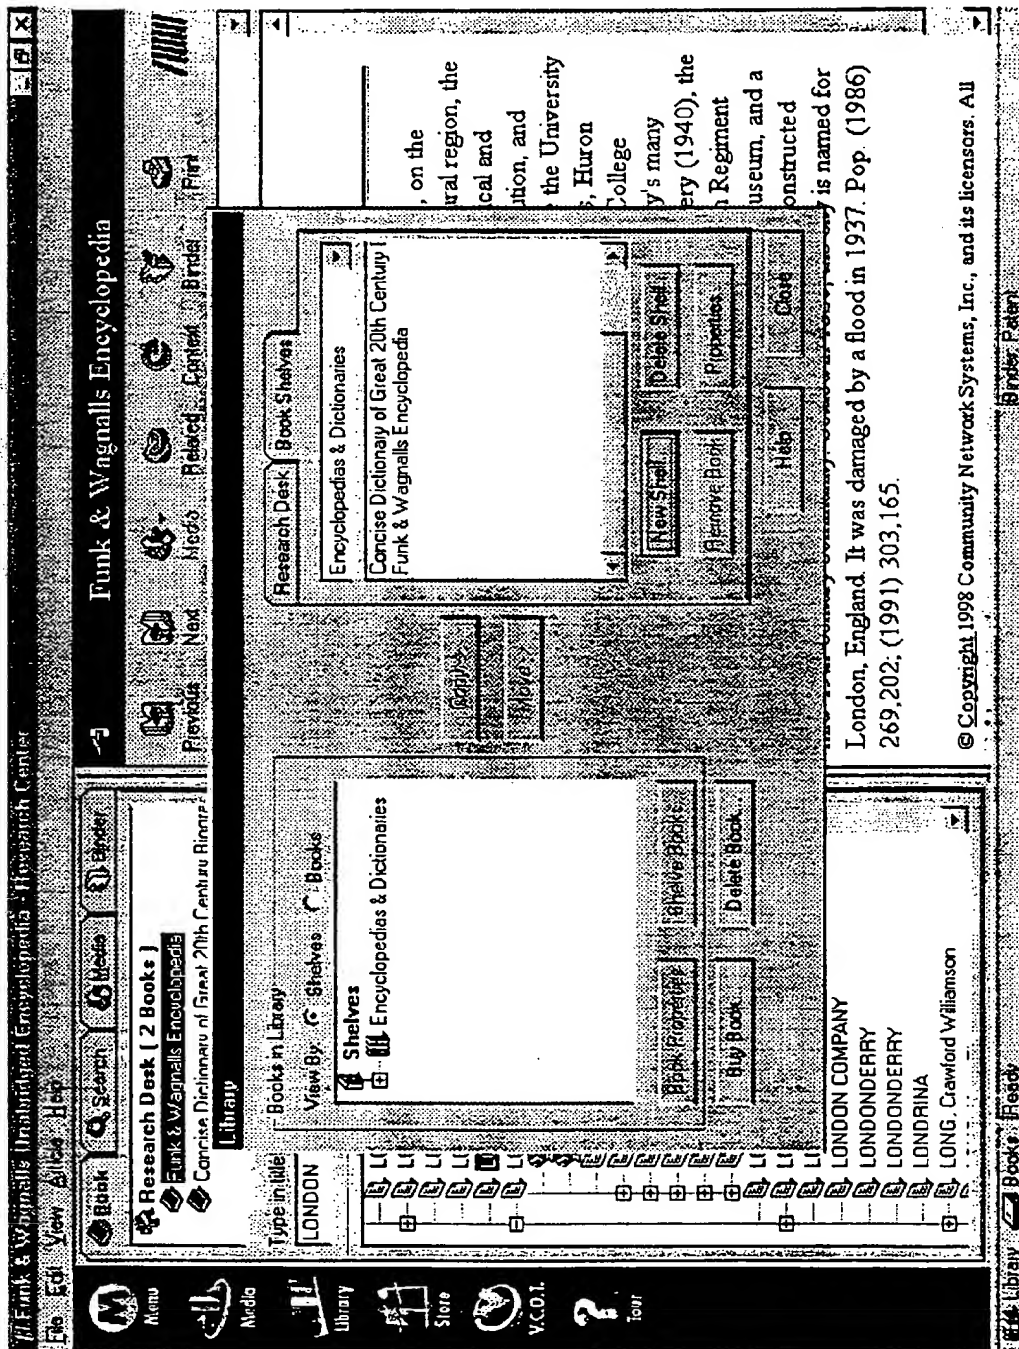 Funk & Wagnalls Unabridged Encyclopedia - Research Center
File Edit View Article Help
Menu
Media
Library
Store
V.C.O.T.
Tour
Book Search Media Binder
Research Desk ( 2 Books )
Funk & Wagnalls Encyclopedia
Concise Dictionary of Great 20th Century
Type in title
LONDON
LONDON COMPANY
LONDONDERRY
LONDONDERRY
LONDRINA
LONG, Crawford Williamson
Funk & Wagnalls Encyclopedia
Previous Next Media Related Context Binder Print
Library
Books in Library
View By: Shelves Books
Shelves
Encyclopedias & Dictionaries
Book Properties Shelve Books...
Buy Book... Delete Book...
Copy >
Move >
Research Desk Book Shelves
Encyclopedias & Dictionaries
Concise Dictionary of Great 20th Century
Funk & Wagnalls Encyclopedia
New Shelf... Delete Shelf...
Remove Book Properties...
Help Close
, on the
ural region, the
cal and
ution, and
the University
s, Huron
College
y's many
ery (1940), the
n Regiment
useum, and a
onstructed
y is named for
London, England. It was damaged by a flood in 1937. Pop. (1986)
269,202; (1991) 303,165.
© Copyright 1998 Community Network Systems, Inc., and its licensors. All
Library Books Ready Binder: Patent